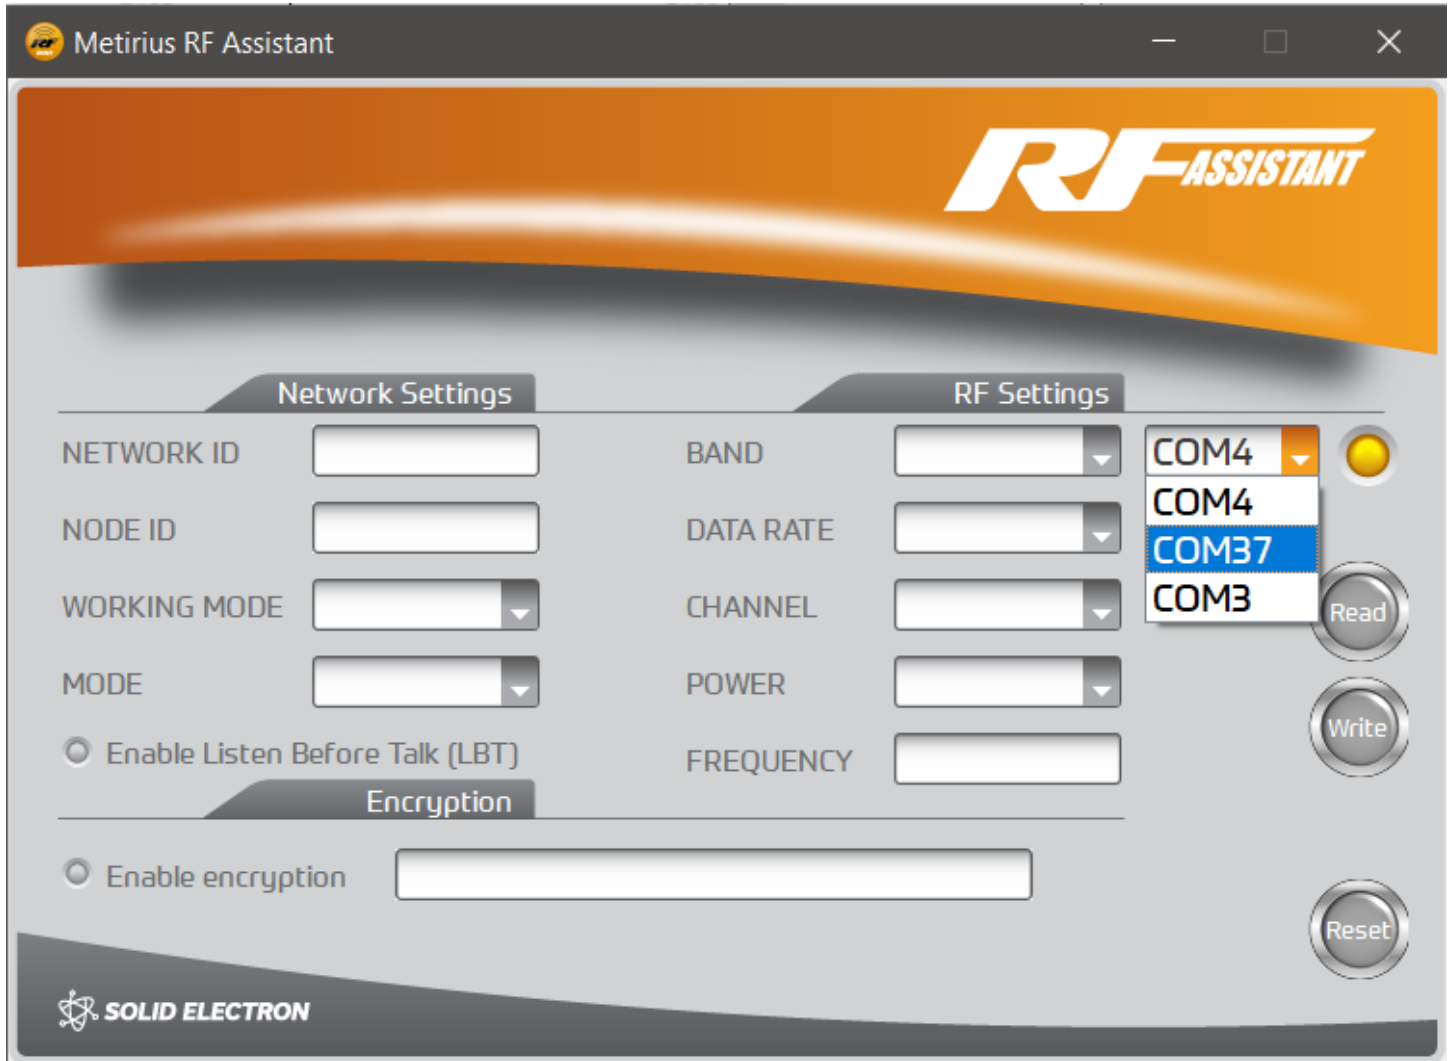 Metirius RF Assistant
RF ASSISTANT
Network Settings
RF Settings
NETWORK ID
BAND
COM4
COM4
NODE ID
DATA RATE
COM37
WORKING MODE
CHANNEL
COM3
Read
MODE
POWER
Write
Enable Listen Before Talk (LBT)
FREQUENCY
Encryption
Enable encryption
Reset
SOLID ELECTRON